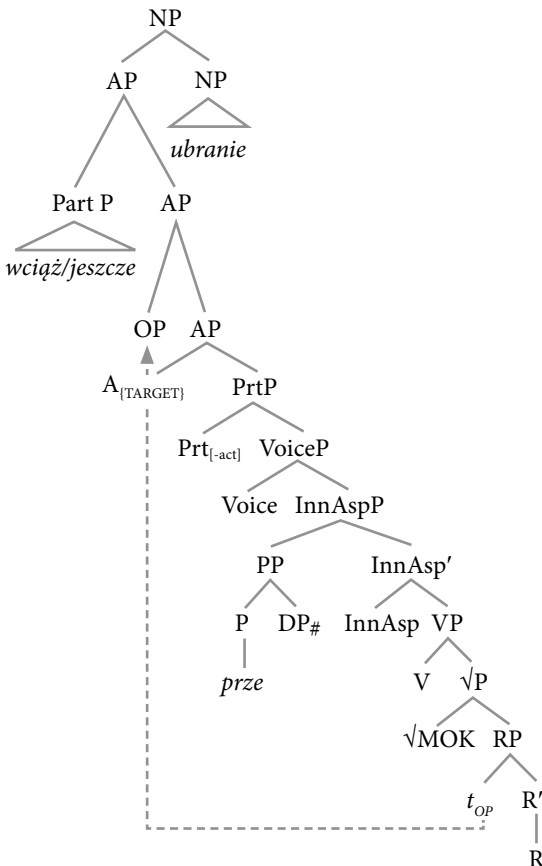 NP
AP NP
ubranie
Part P AP
wciąż/jeszcze
OP AP
A{TARGET} PrtP
Prt[-act] VoiceP
Voice InnAspP
PP InnAsp′
P DP# InnAsp VP
prze V √P
√MOK RP
tOP R′
R